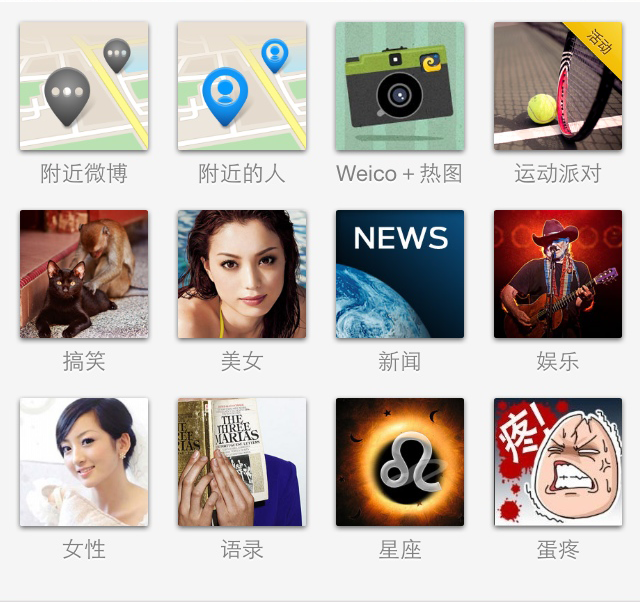 活动
附近微博
附近的人
Weico+热图
运动派对
NEWS
搞笑
美女
新闻
娱乐
THE
THREE
MARIAS
疼!
女性
语录
星座
蛋疼